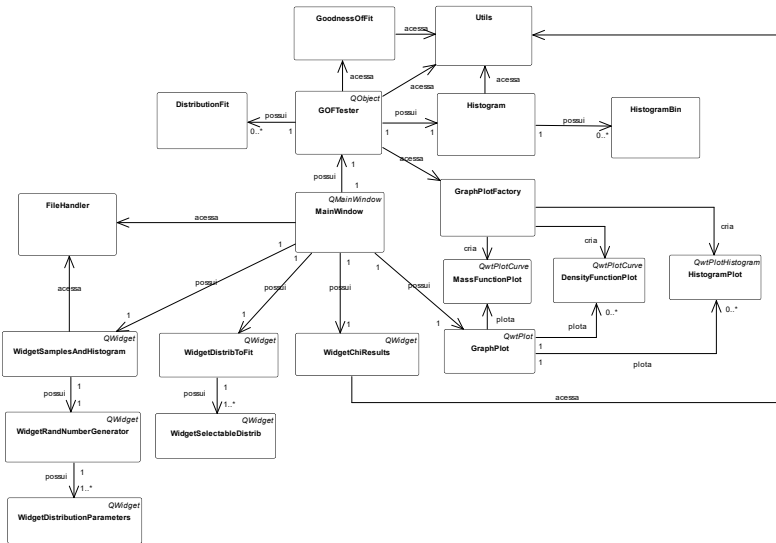 GoodnessOfFit
acessa
Utils
acessa
acessa
acessa
DistributionFit
possui
0..*
1
QObject
GOFTester
possui
1
1
Histogram
possui
1
0..*
HistogramBin
acessa
possui
1
1
GraphPlotFactory
FileHandler
acessa
QMainWindow
MainWindow
cria
cria
cria
QwtPlotCurve
MassFunctionPlot
QwtPlotCurve
DensityFunctionPlot
QwtPlotHistogram
HistogramPlot
1
1
1
1
acessa
possui
possui
possui
possui
1
1
1
1
plota
plota
0..*
plota
0..*
1
1
QWidget
WidgetSamplesAndHistogram
QWidget
WidgetDistribToFit
QWidget
WidgetChiResults
QwtPlot
GraphPlot
possui
1
1
possui
1
1..*
acessa
QWidget
WidgetRandNumberGenerator
QWidget
WidgetSelectableDistrib
possui
1
1..*
QWidget
WidgetDistributionParameters